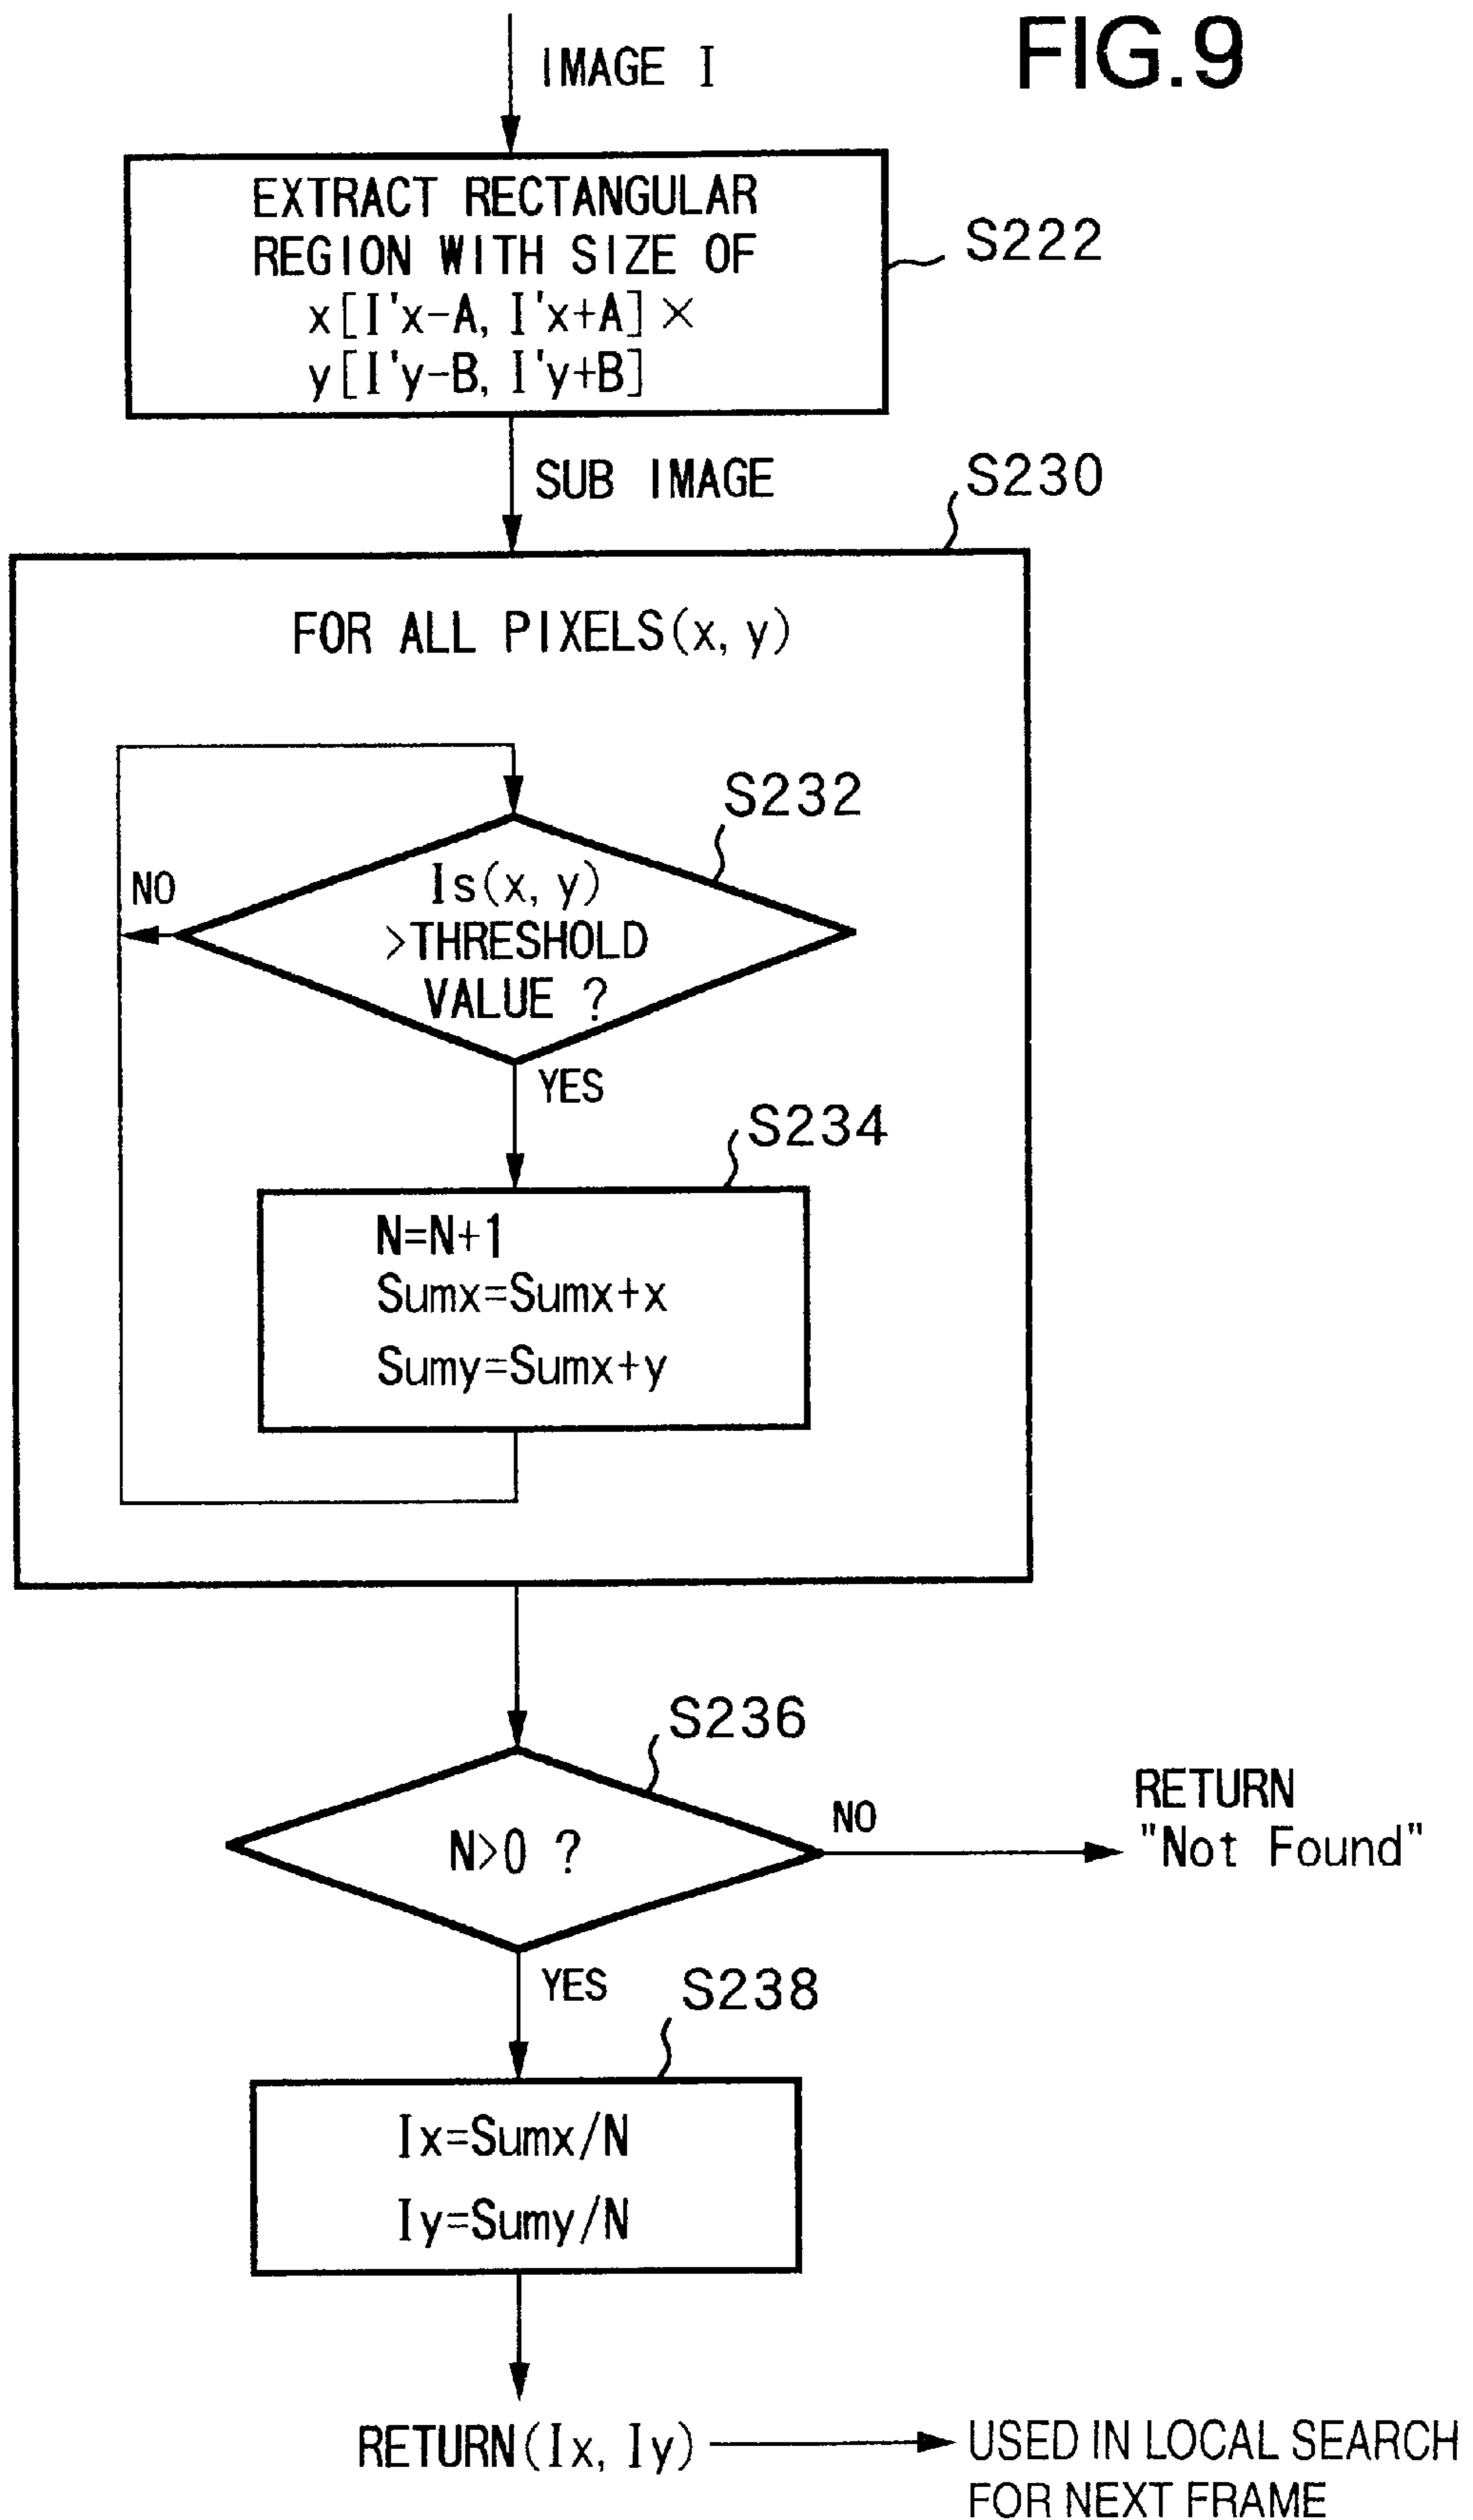 FIG.9
IMAGE I
EXTRACT RECTANGULAR
REGION WITH SIZE OF
x[I'x-A, I'x+A]×
y[I'y-B, I'y+B]
S222
SUB IMAGE
S230
FOR ALL PIXELS(x, y)
S232
Is(x, y)
>THRESHOLD
VALUE ?
NO
YES
S234
N=N+1
Sumx=Sumx+x
Sumy=Sumx+y
S236
N>0 ?
NO
RETURN
"Not Found"
YES
S238
Ix=Sumx/N
Iy=Sumy/N
RETURN(Ix, Iy)
USED IN LOCAL SEARCH
FOR NEXT FRAME